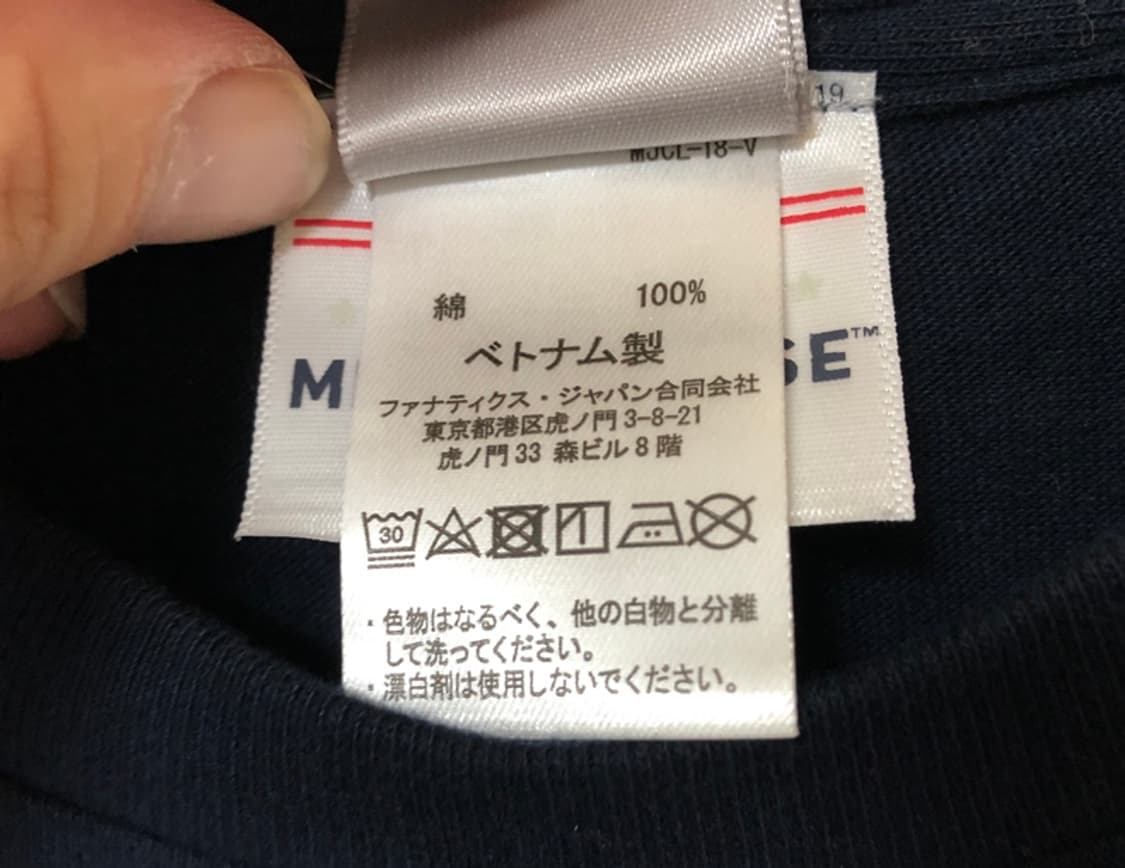 19
MJCL-18-V
綿 100%
ベトナム製
SE™
ファナティクス・ジャパン合同会社
東京都港区虎ノ門3-8-21
虎ノ門33 森ビル8階
30
・色物はなるべく、他の白物と分離
して洗ってください。
・漂白剤は使用しないでください。